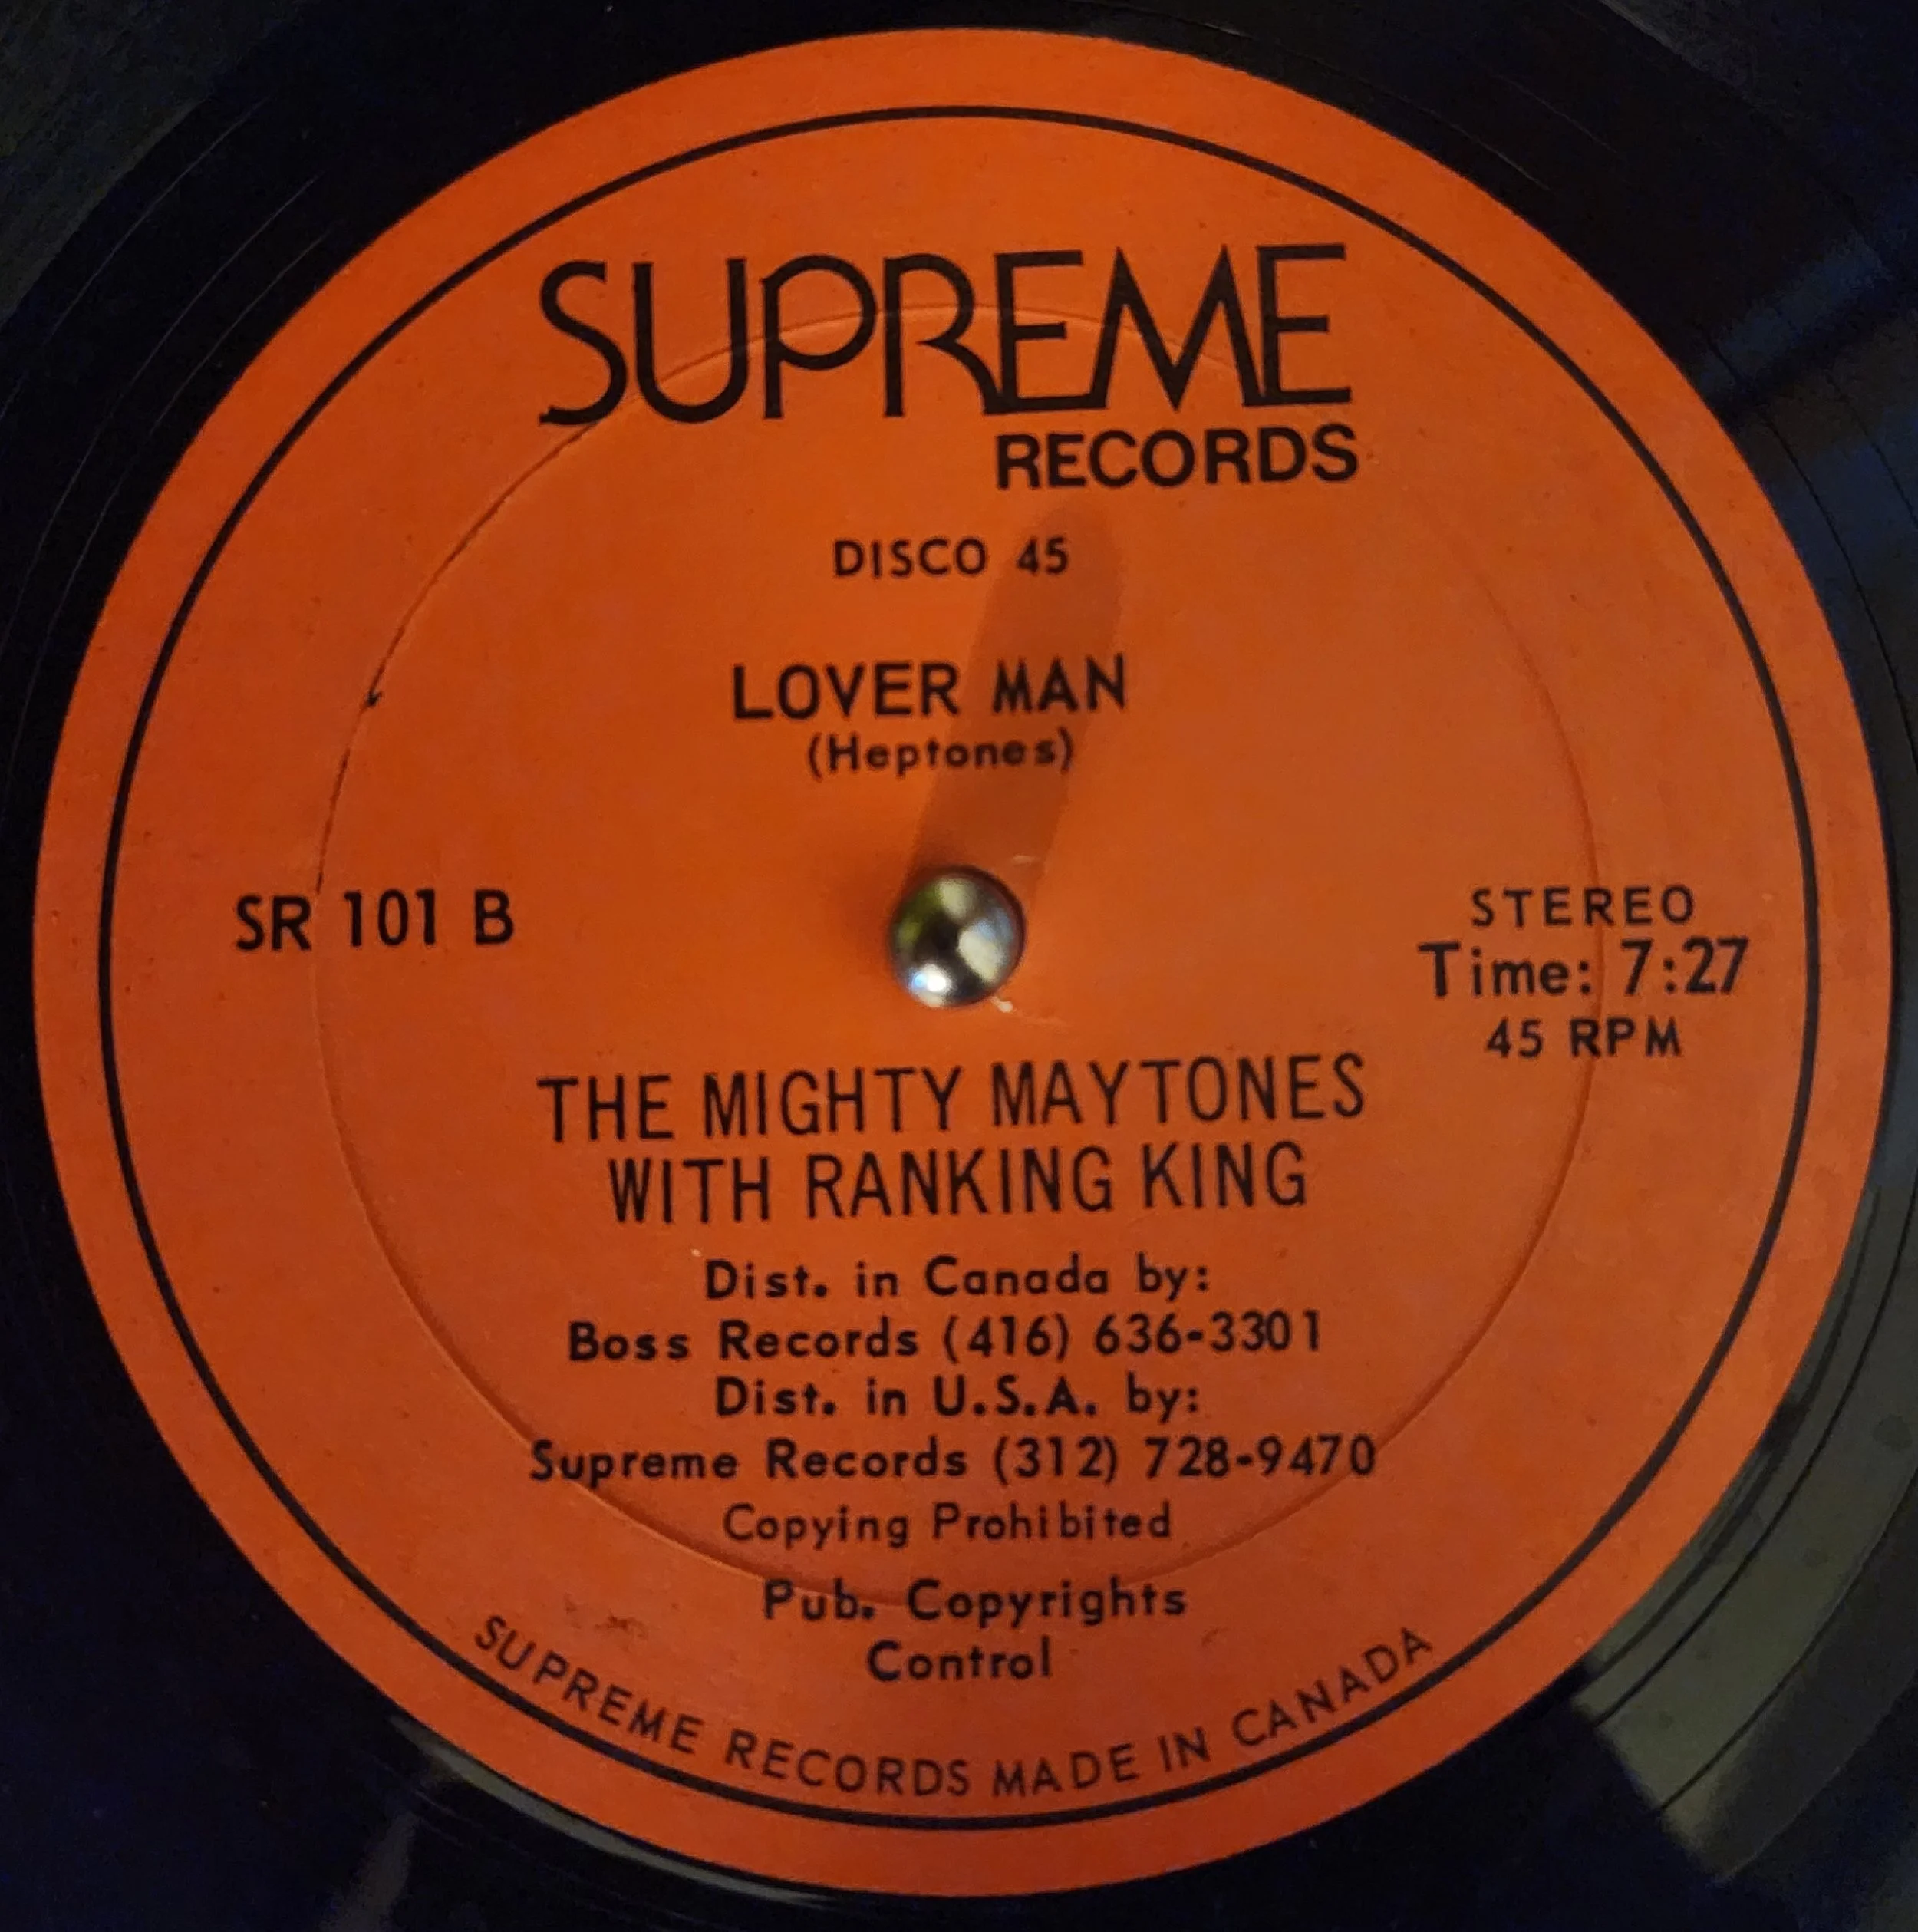 SUPREME
RECORDS
DISCO 45
LOVER MAN
(Heptones)
SR 101 B
STEREO
Time: 7:27
45 RPM
THE MIGHTY MAYTONES
WITH RANKING KING
Dist. in Canada by:
Boss Records (416) 636-3301
Dist. in U.S.A. by:
Supreme Records (312) 728-9470
Copying Prohibited
Pub. Copyrights
Control
SUPREME RECORDS MADE IN CANADA